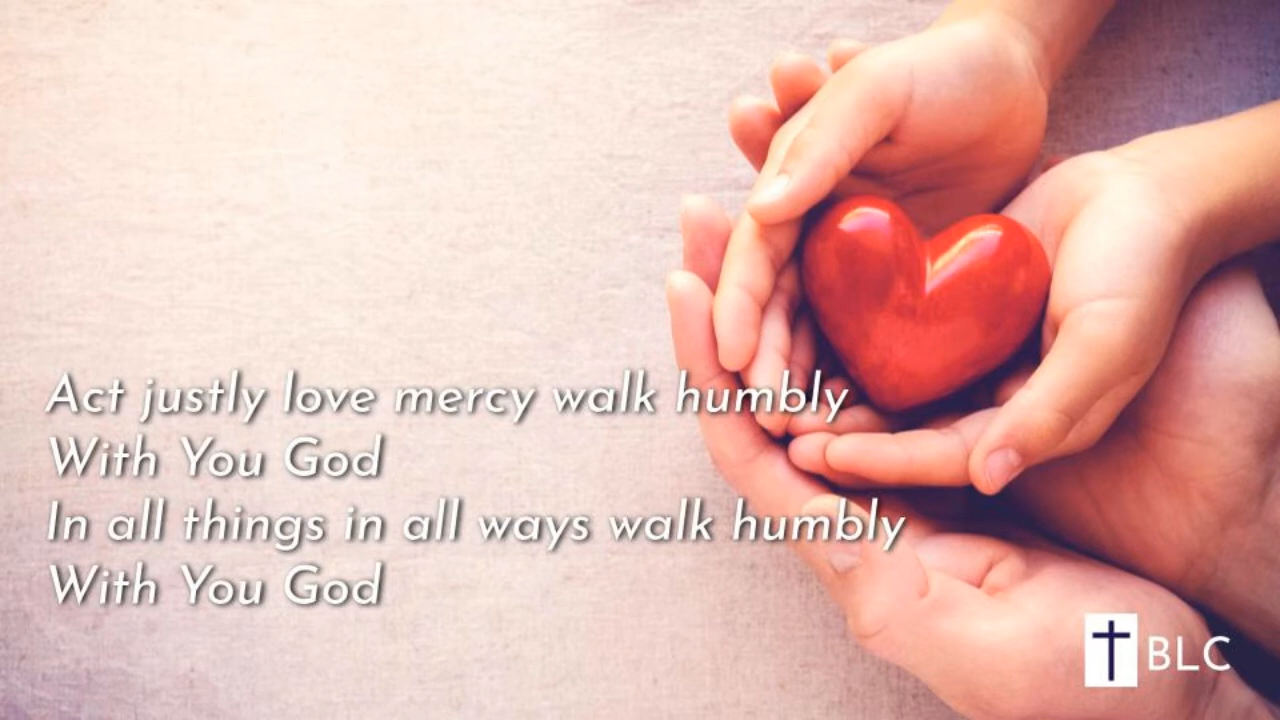 Act justly love mercy walk humbly
With You God
In all things in all ways walk humbly
With You God
BLC